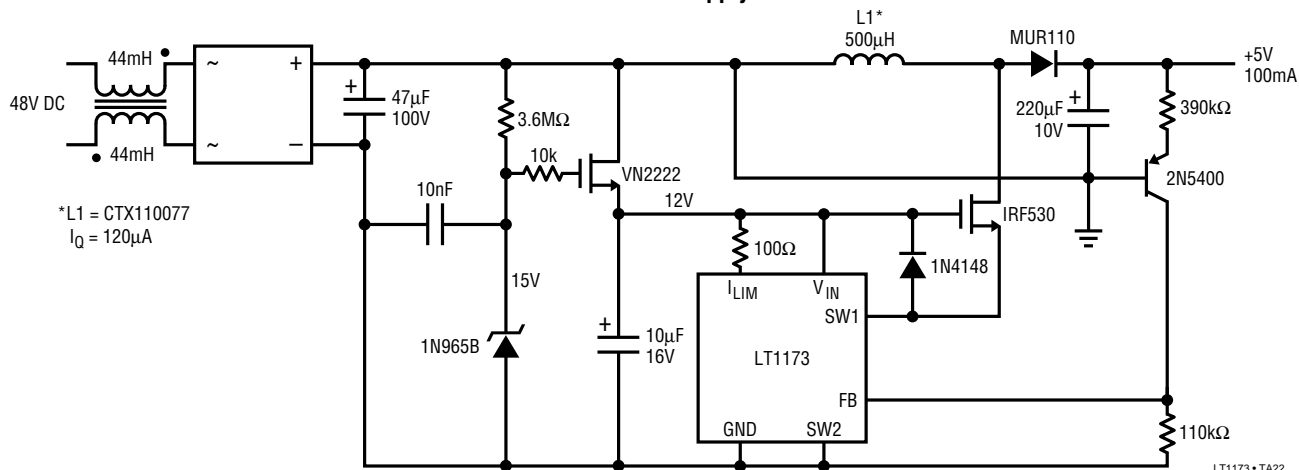 L1*
500µH
MUR110
+5V
100mA
44mH
~
+
48V DC
+
47µF
100V
3.6MΩ
220µF
10V
+
390kΩ
~
–
44mH
10k
VN2222
2N5400
*L1 = CTX110077
IQ = 120µA
10nF
12V
IRF530
100Ω
1N4148
15V
ILIM
VIN
SW1
+
10µF
16V
1N965B
LT1173
FB
GND
SW2
110kΩ
LT1173 • TA22